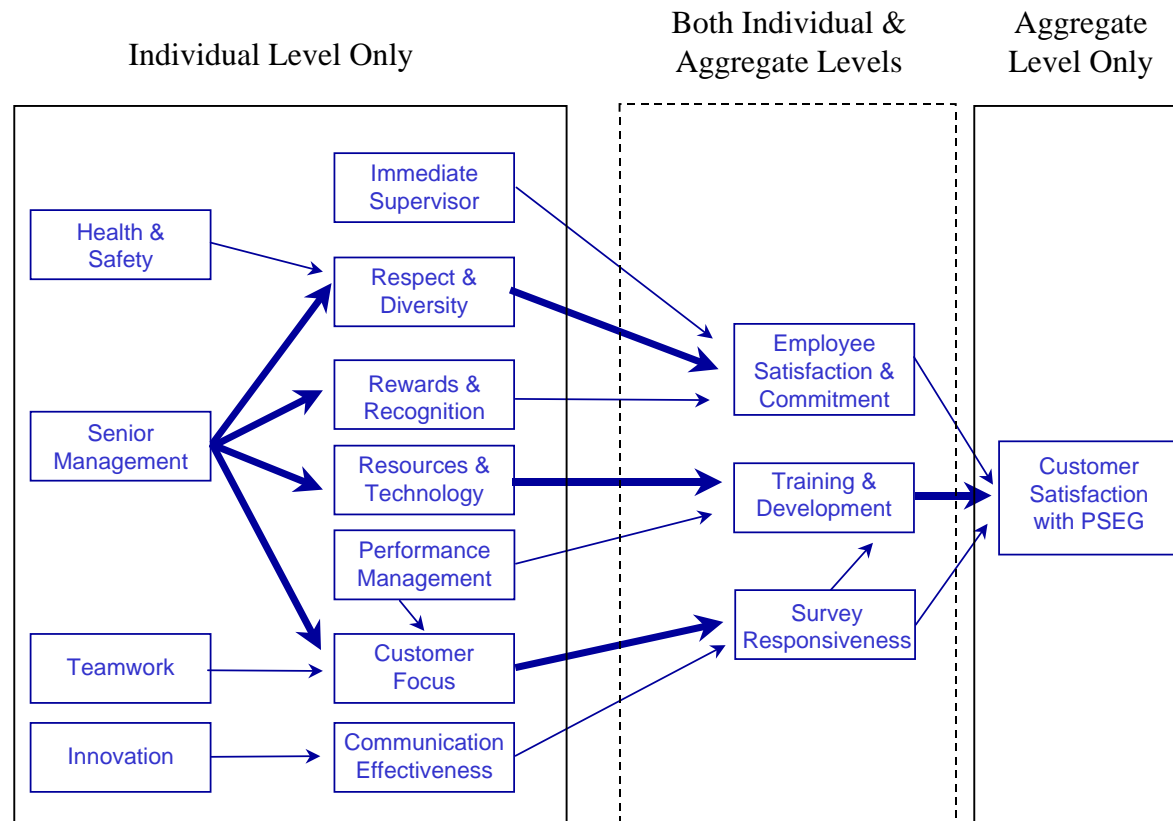 Individual Level Only
Both Individual &
Aggregate Levels
Aggregate
Level Only
Immediate
Supervisor
Health &
Safety
Respect &
Diversity
Rewards &
Recognition
Senior
Management
Resources &
Technology
Performance
Management
Teamwork
Customer
Focus
Innovation
Communication
Effectiveness
Employee
Satisfaction &
Commitment
Training &
Development
Survey
Responsiveness
Customer
Satisfaction
with PSEG